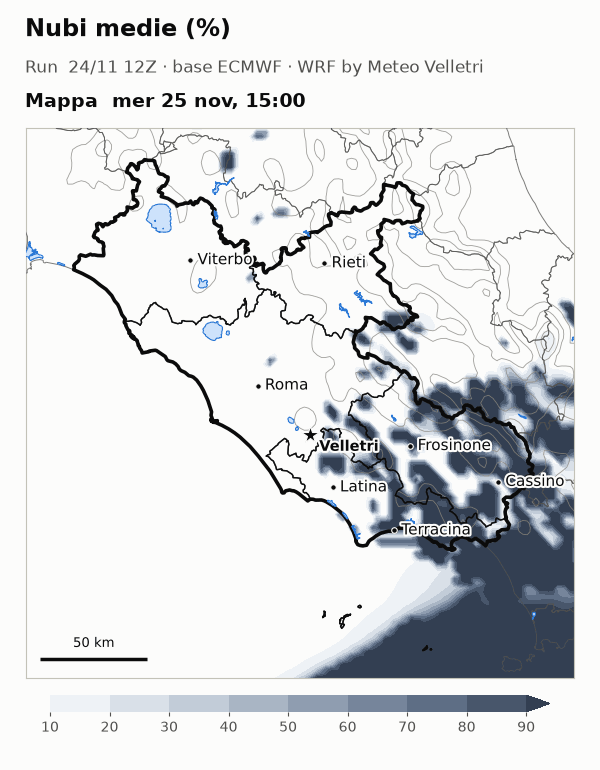 Nubi medie (%)
Run  24/11 12Z · base ECMWF · WRF by Meteo Velletri
Mappa  mer 25 nov, 15:00
Viterbo
Rieti
Roma
Velletri
Frosinone
Latina
Cassino
Terracina
50 km
10 20 30 40 50 60 70 80 90